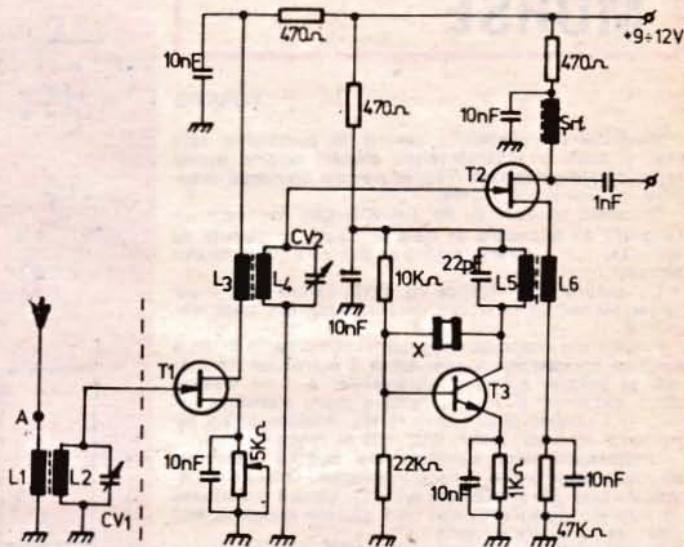 470Ω
+9÷12V
10nF
470Ω
470Ω
10nF
Şrf.
T2
1nF
CV2
L3
L4
10KΩ
22pF
L5
L6
10nF
X
T1
T3
A
L1
L2
CV1
10nF
5KΩ
22KΩ
10nF
1KΩ
10nF
47KΩ